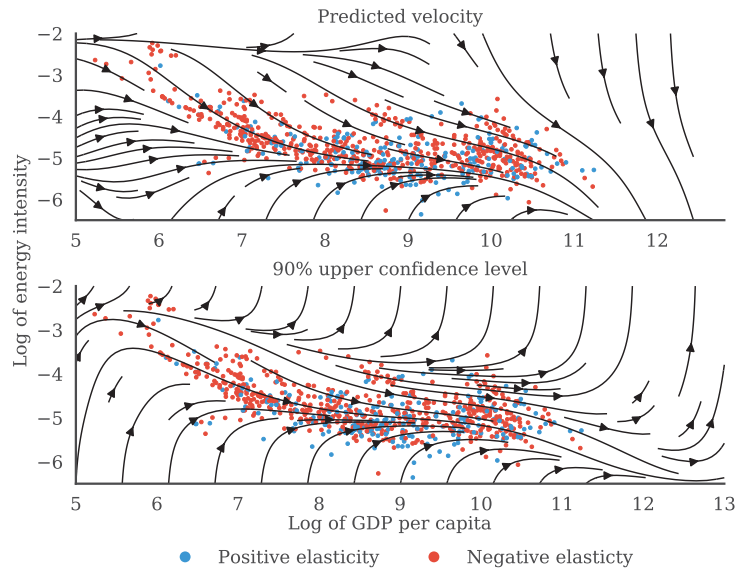 Predicted velocity
−2
−3
−4
−5
−6
5 6 7 8 9 10 11 12
Log of energy intensity
90% upper confidence level
−2
−3
−4
−5
−6
5 6 7 8 9 10 11 12 13
Log of GDP per capita
Positive elasticity Negative elasticty